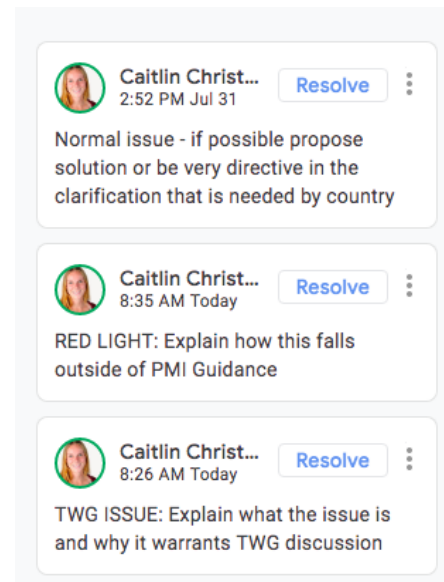 Caitlin Christ... Resolve
2:52 PM Jul 31
Normal issue - if possible propose
solution or be very directive in the
clarification that is needed by country
Caitlin Christ... Resolve
8:35 AM Today
RED LIGHT: Explain how this falls
outside of PMI Guidance
Caitlin Christ... Resolve
8:26 AM Today
TWG ISSUE: Explain what the issue is
and why it warrants TWG discussion